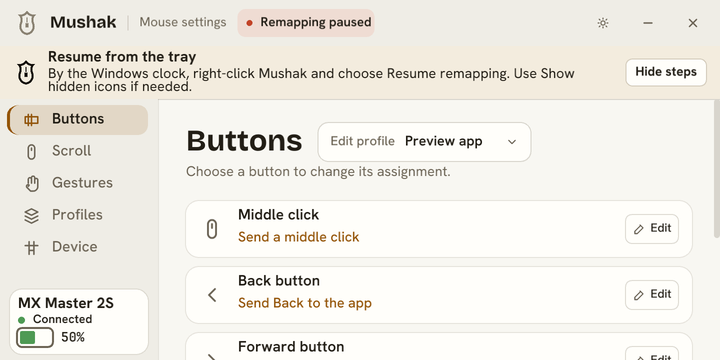 Mushak
Mouse settings
Remapping paused
Resume from the tray
By the Windows clock, right-click Mushak and choose Resume remapping. Use Show
hidden icons if needed.
Hide steps
Buttons
Scroll
Gestures
Profiles
Device
MX Master 2S
Connected
50%
Buttons
Edit profile Preview app
Choose a button to change its assignment.
Middle click
Send a middle click
Edit
Back button
Send Back to the app
Edit
Forward button
Edit